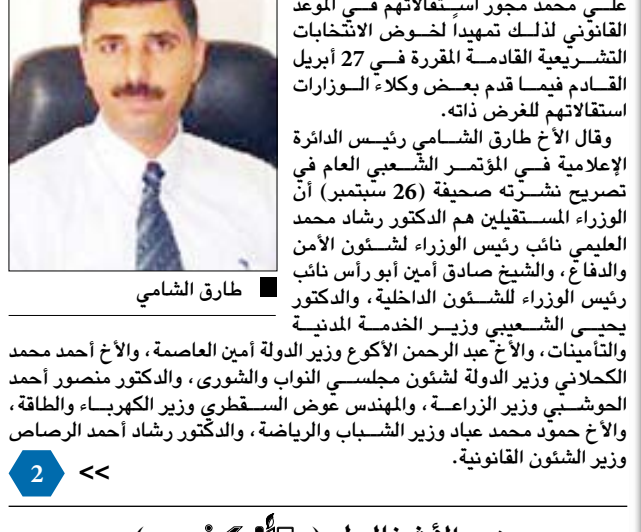 علي محمد مجور استقالاتهم في الموعد
القانوني لذلك تمهيداً لخوض الانتخابات
التشريعية القادمة المقررة في 27 أبريل
القادم فيما قدم بعض وكلاء الوزارات
استقالاتهم للغرض ذاته.
وقال الأخ طارق الشامي رئيس الدائرة
الإعلامية في المؤتمر الشعبي العام في
تصريح نشرته صحيفة (26 سبتمبر) أن
الوزراء المستقيلين هم الدكتور رشاد محمد
العليمي نائب رئيس الوزراء لشئون الأمن
والدفاع، والشيخ صادق أمين أبو رأس نائب
رئيس الوزراء للشئون الداخلية، والدكتور
يحيى الشعيبي وزير الخدمة المدنية
طارق الشامي
والتأمينات، والأخ عبد الرحمن الأكوع وزير الدولة أمين العاصمة، والأخ أحمد محمد
الكحلاني وزير الدولة لشئون مجلسي النواب والشورى، والدكتور منصور أحمد
الحوشبي وزير الزراعة، والمهندس عوض السقطري وزير الكهرباء والطاقة،
والأخ حمود محمد عباد وزير الشباب والرياضة، والدكتور رشاد أحمد الرصاص
وزير الشئون القانونية.
>> 2